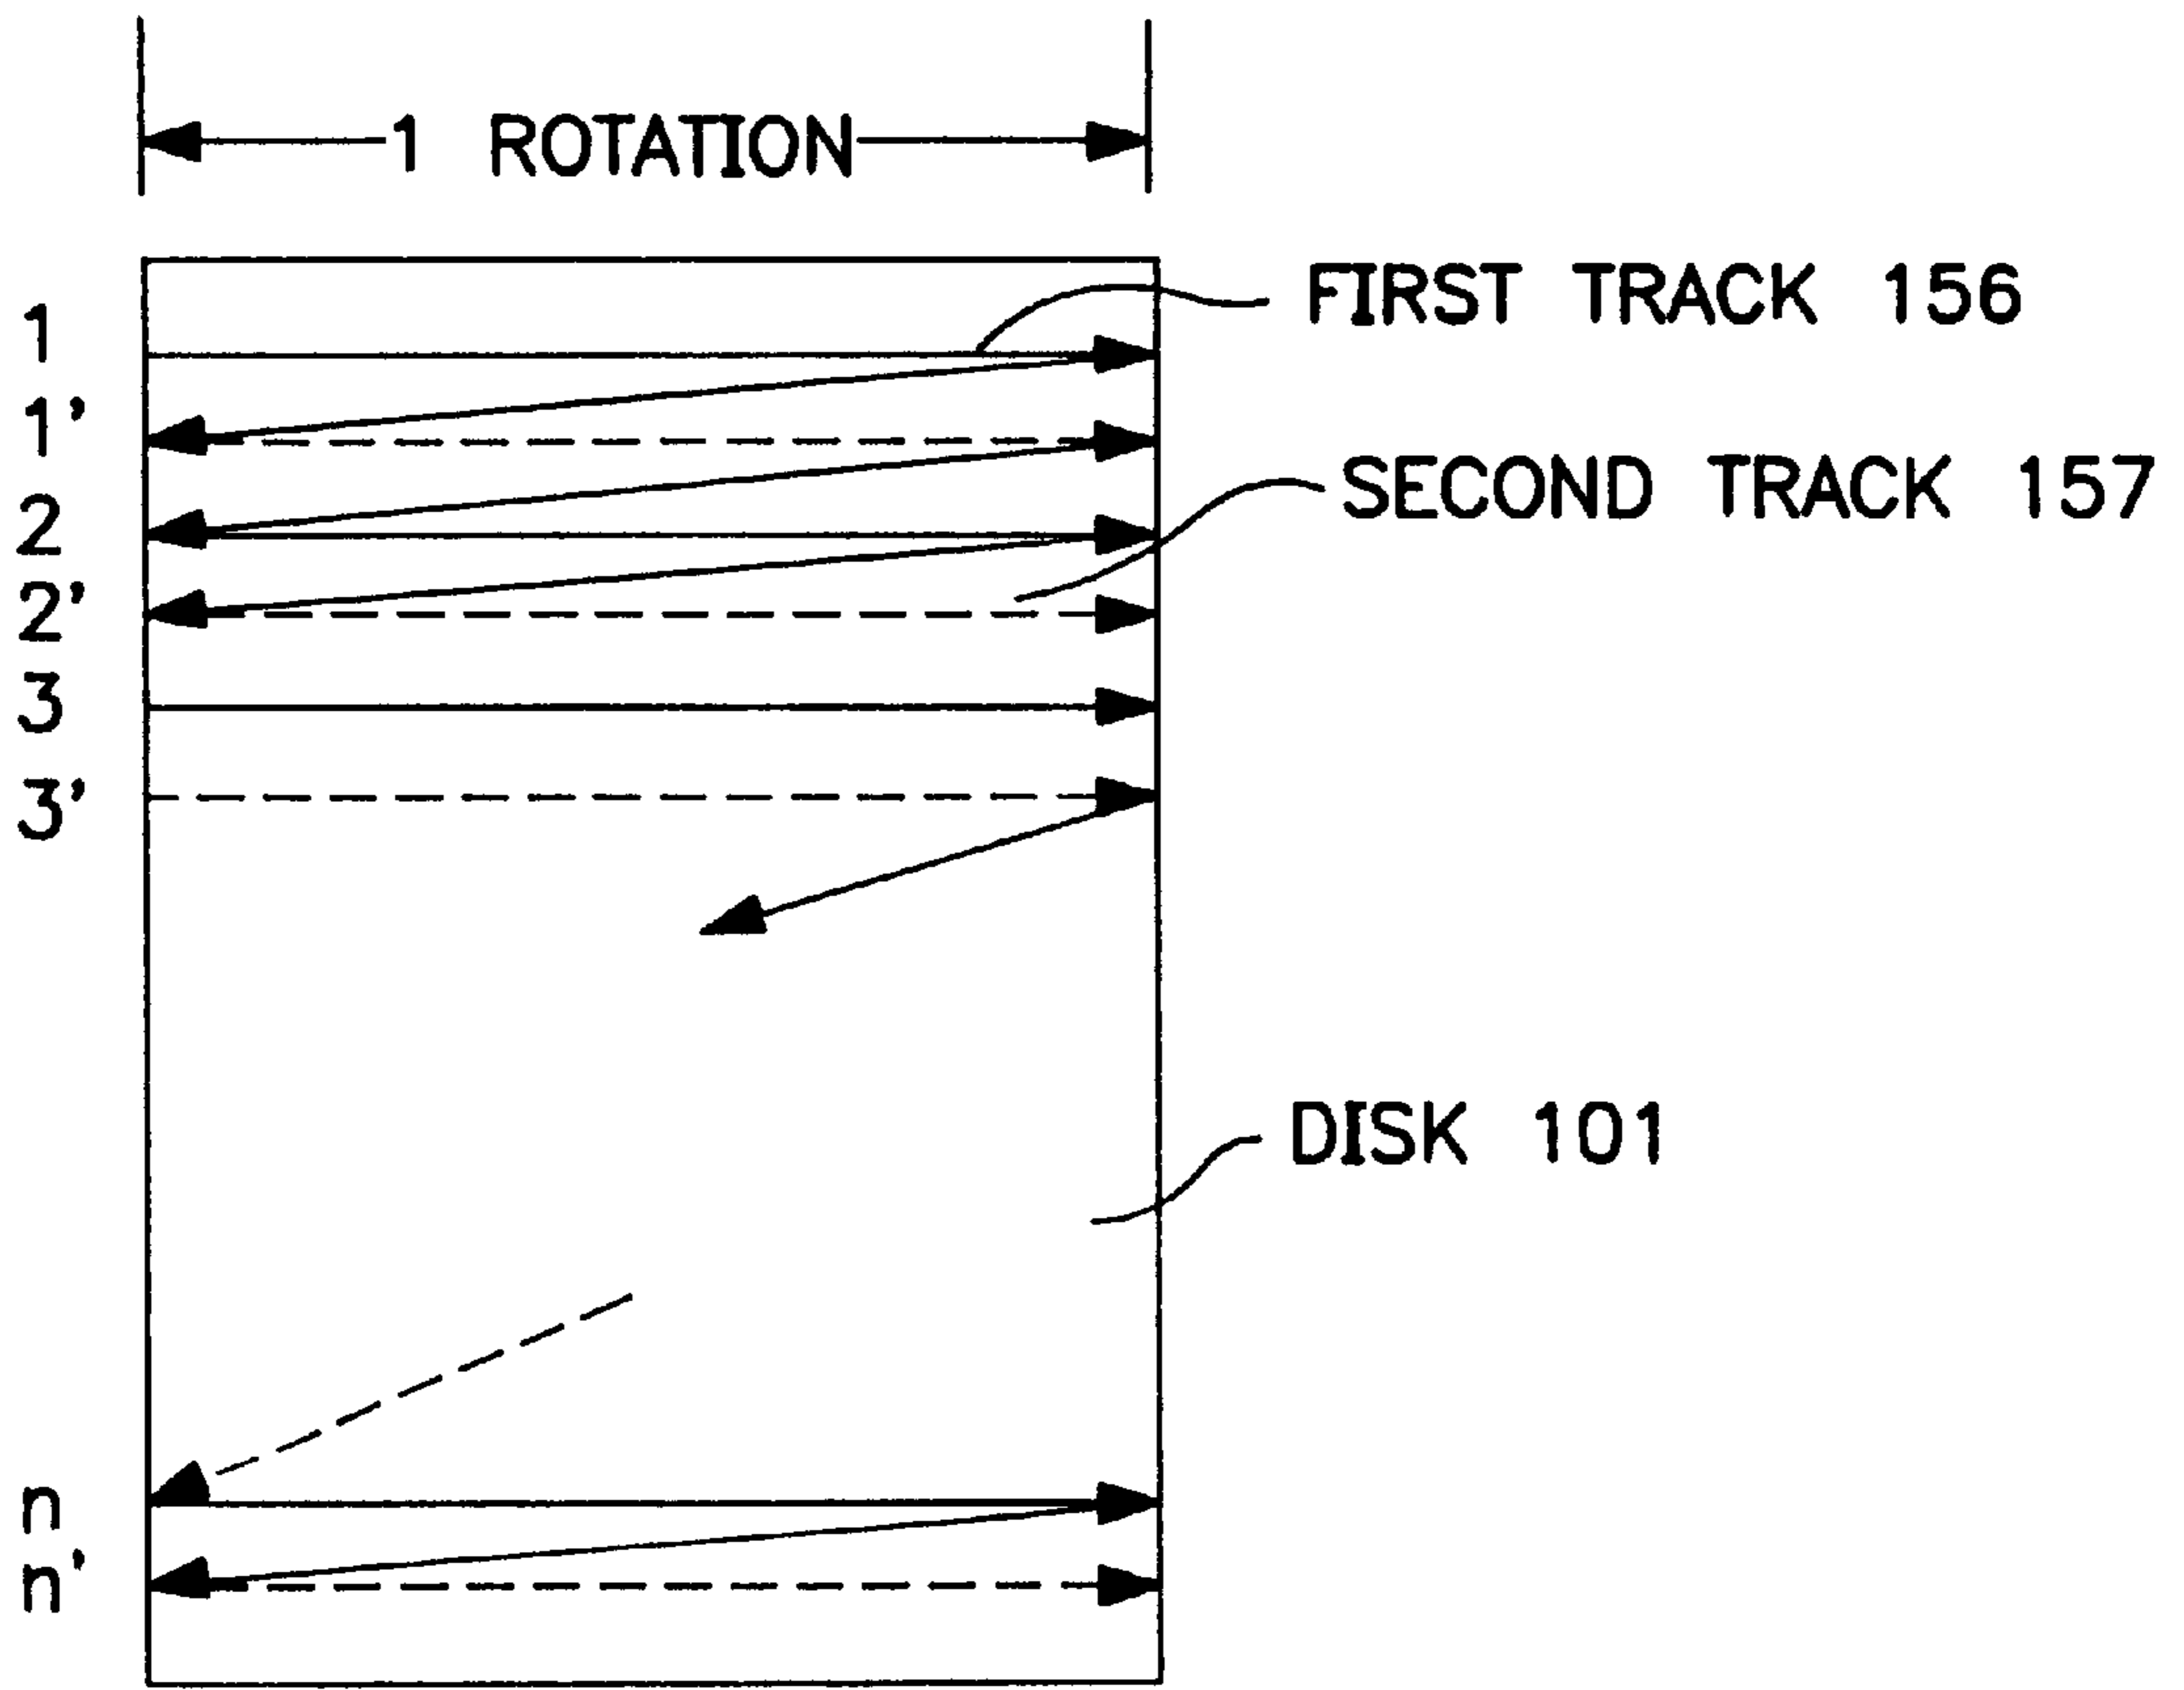 1 ROTATION
FIRST TRACK 156
1
1'
SECOND TRACK 157
2
2'
3
3'
DISK 101
n
n'